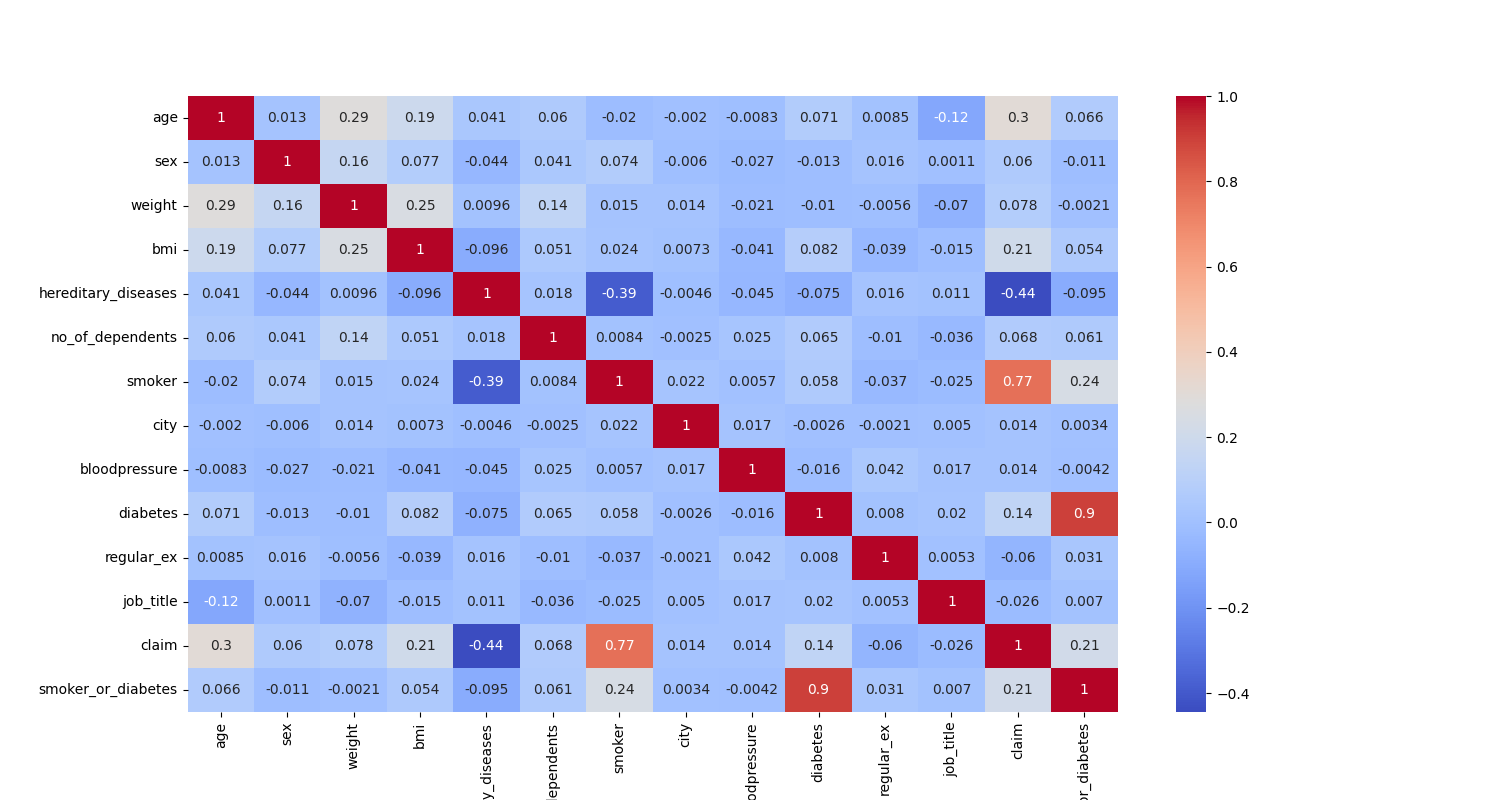 age 1 0.013 0.29 0.19 0.041 0.06 -0.02 -0.002 -0.0083 0.071 0.0085 -0.12 0.3 0.066
sex 0.013 1 0.16 0.077 -0.044 0.041 0.074 -0.006 -0.027 -0.013 0.016 0.0011 0.06 -0.011
weight 0.29 0.16 1 0.25 0.0096 0.14 0.015 0.014 -0.021 -0.01 -0.0056 -0.07 0.078 -0.0021
bmi 0.19 0.077 0.25 1 -0.096 0.051 0.024 0.0073 -0.041 0.082 -0.039 -0.015 0.21 0.054
hereditary_diseases 0.041 -0.044 0.0096 -0.096 1 0.018 -0.39 -0.0046 -0.045 -0.075 0.016 0.011 -0.44 -0.095
no_of_dependents 0.06 0.041 0.14 0.051 0.018 1 0.0084 -0.0025 0.025 0.065 -0.01 -0.036 0.068 0.061
smoker -0.02 0.074 0.015 0.024 -0.39 0.0084 1 0.022 0.0057 0.058 -0.037 -0.025 0.77 0.24
city -0.002 -0.006 0.014 0.0073 -0.0046 -0.0025 0.022 1 0.017 -0.0026 -0.0021 0.005 0.014 0.0034
bloodpressure -0.0083 -0.027 -0.021 -0.041 -0.045 0.025 0.0057 0.017 1 -0.016 0.042 0.017 0.014 -0.0042
diabetes 0.071 -0.013 -0.01 0.082 -0.075 0.065 0.058 -0.0026 -0.016 1 0.008 0.02 0.14 0.9
regular_ex 0.0085 0.016 -0.0056 -0.039 0.016 -0.01 -0.037 -0.0021 0.042 0.008 1 0.0053 -0.06 0.031
job_title -0.12 0.0011 -0.07 -0.015 0.011 -0.036 -0.025 0.005 0.017 0.02 0.0053 1 -0.026 0.007
claim 0.3 0.06 0.078 0.21 -0.44 0.068 0.77 0.014 0.014 0.14 -0.06 -0.026 1 0.21
smoker_or_diabetes 0.066 -0.011 -0.0021 0.054 -0.095 0.061 0.24 0.0034 -0.0042 0.9 0.031 0.007 0.21 1
age
sex
weight
bmi
y_diseases
dependents
smoker
city
odpressure
diabetes
regular_ex
job_title
claim
or_diabetes
1.0
0.8
0.6
0.4
0.2
0.0
−0.2
−0.4